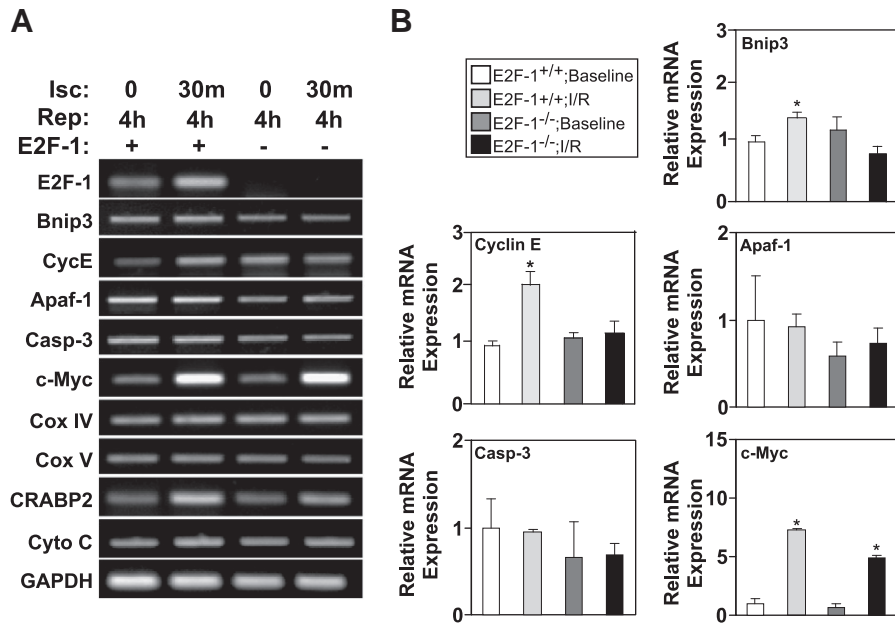 A
Isc: 0 30m 0 30m
Rep: 4h 4h 4h 4h
E2F-1: + + - -
E2F-1
Bnip3
CycE
Apaf-1
Casp-3
c-Myc
Cox IV
Cox V
CRABP2
Cyto C
GAPDH
B
E2F-1+/+;Baseline
E2F-1+/+;I/R
E2F-1-/-;Baseline
E2F-1-/-;I/R
Relative mRNA
Expression
3
2
1
0
Bnip3
*
Relative mRNA
Expression
3
2
1
0
Cyclin E
*
Relative mRNA
Expression
2
1
0
Apaf-1
Relative mRNA
Expression
2
1
0
Casp-3
Relative mRNA
Expression
15
10
5
0
c-Myc
*
*